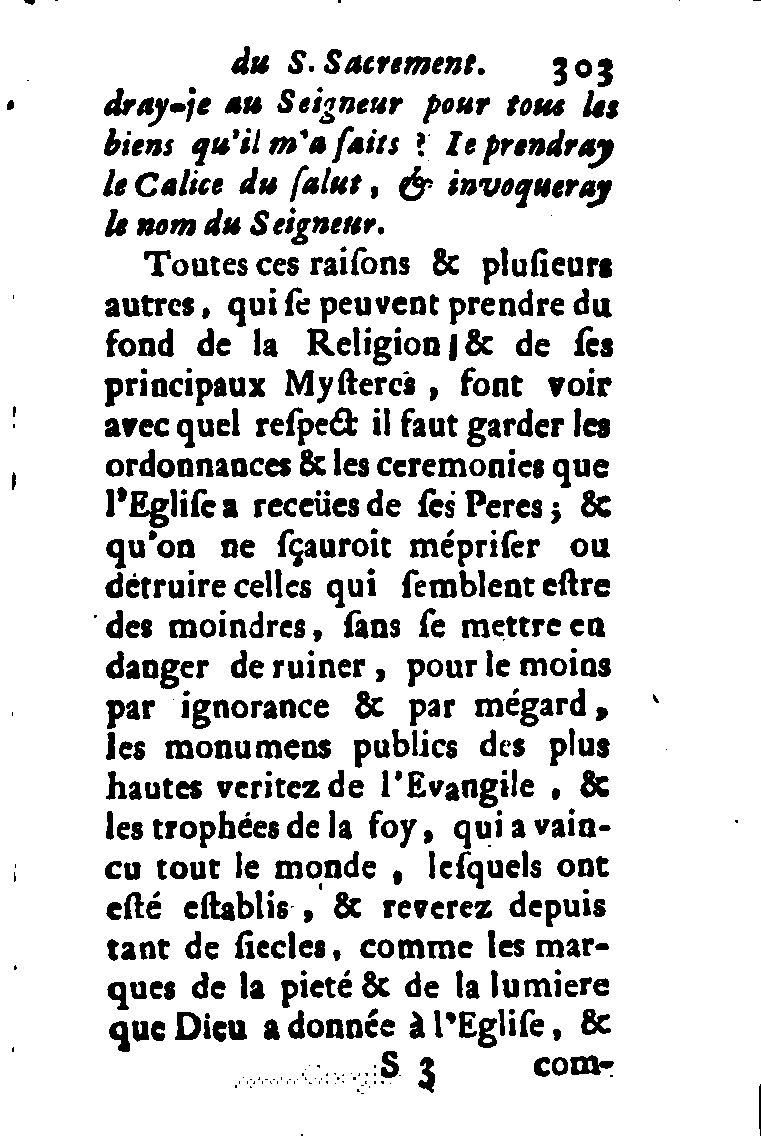 du S. Sacrement. 303
dray-je au Seigneur pour tous les
biens qu'il m'a ſaits ? Ie prendray
le Calice du ſalut, & invoqueray
le nom du Seigneur.
Toutes ces raiſons & pluſieurs
autres, qui ſe peuvent prendre du
fond de la Religion | & de ſes
principaux Myſteres, font voir
avec quel reſpect il faut garder les
ordonnances & les ceremonies que
l'Egliſe a receües de ſes Peres ; &
qu'on ne ſçauroit mépriſer ou
détruire celles qui ſemblent eſtre
des moindres, ſans ſe mettre en
danger de ruiner, pour le moins
par ignorance & par mégard,
les monumens publics des plus
hautes veritez de l'Evangile, &
les trophées de la foy, qui a vain-
cu tout le monde, leſquels ont
eſté eſtablis, & reverez depuis
tant de ſiecles, comme les mar-
ques de la pieté & de la lumiere
que Dieu a donnée à l'Egliſe, &
S 3 com-